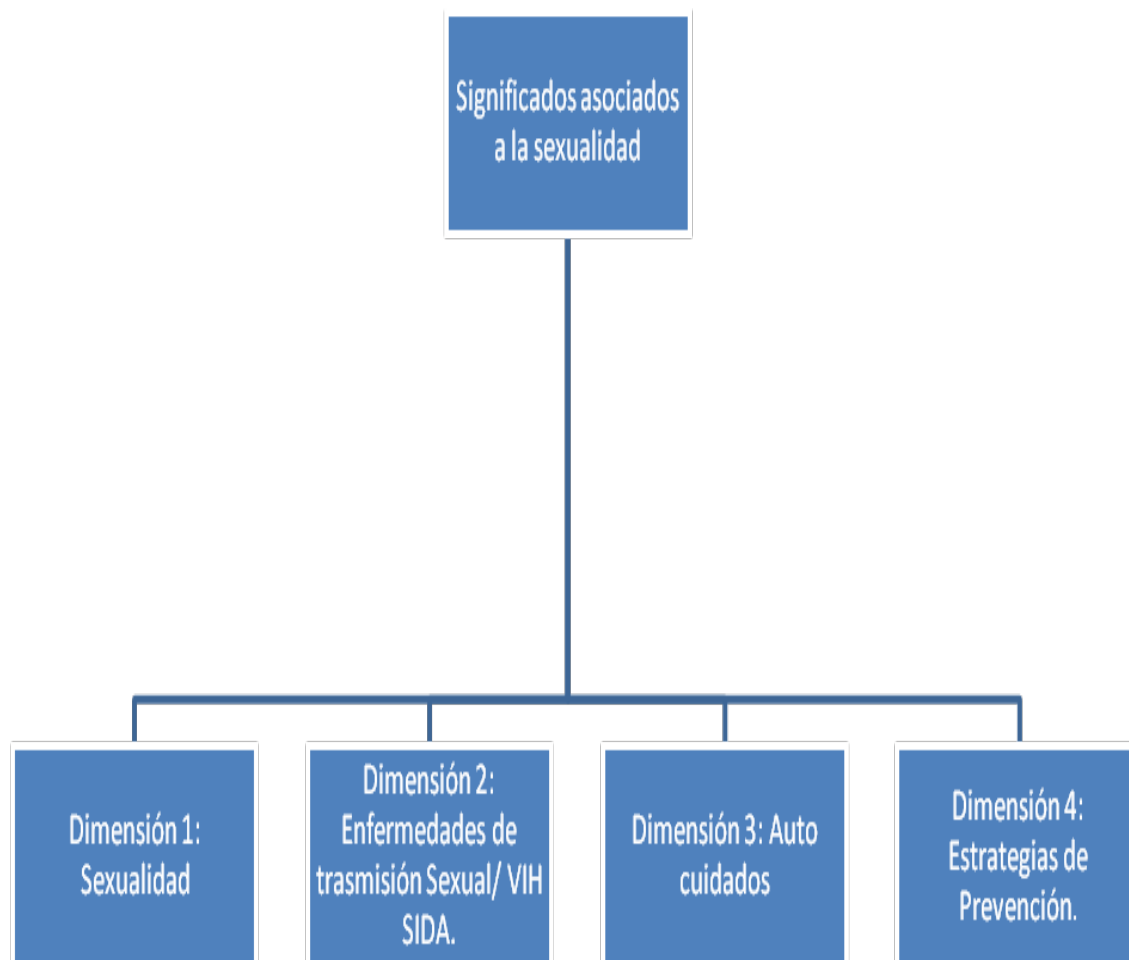 Significados asociados
a la sexualidad
Dimensión 1:
Sexualidad
Dimensión 2:
Enfermedades de
trasmisión Sexual/ VIH
SIDA.
Dimensión 3: Auto
cuidados
Dimensión 4:
Estrategias de
Prevención.